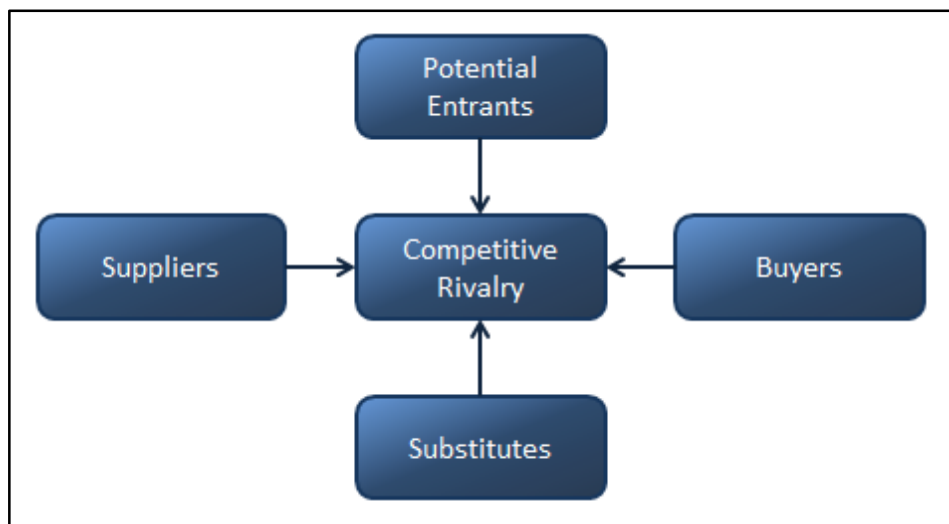 Potential
Entrants
Suppliers
Competitive
Rivalry
Buyers
Substitutes